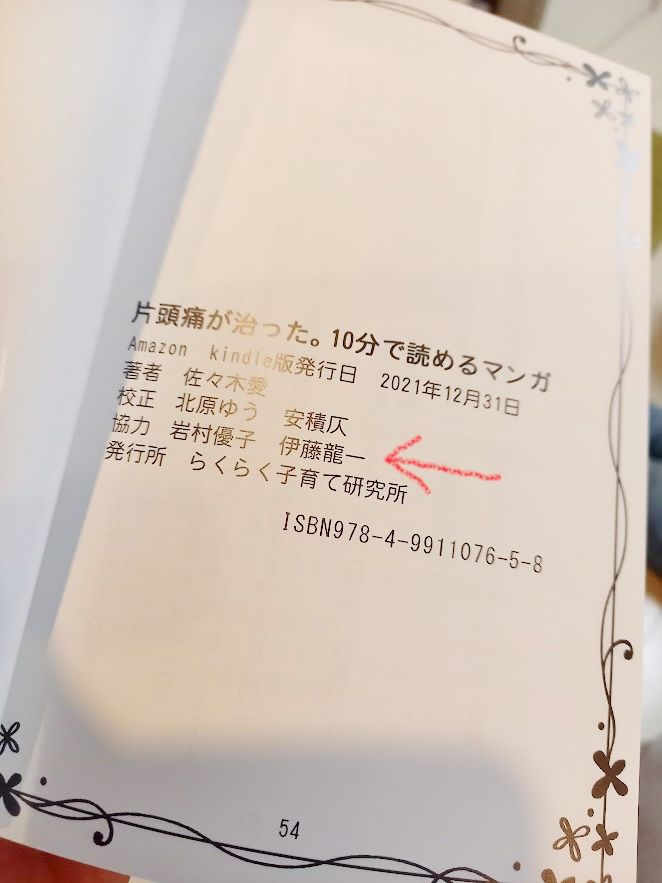 片頭痛が治った。10分で読めるマンガ
Amazon kindle版発行日 2021年12月31日
著者 佐々木愛
校正 北原ゆう 安積仄
協力 岩村優子 伊藤龍一
発行所 らくらく子育て研究所
ISBN978-4-9911076-5-8
54